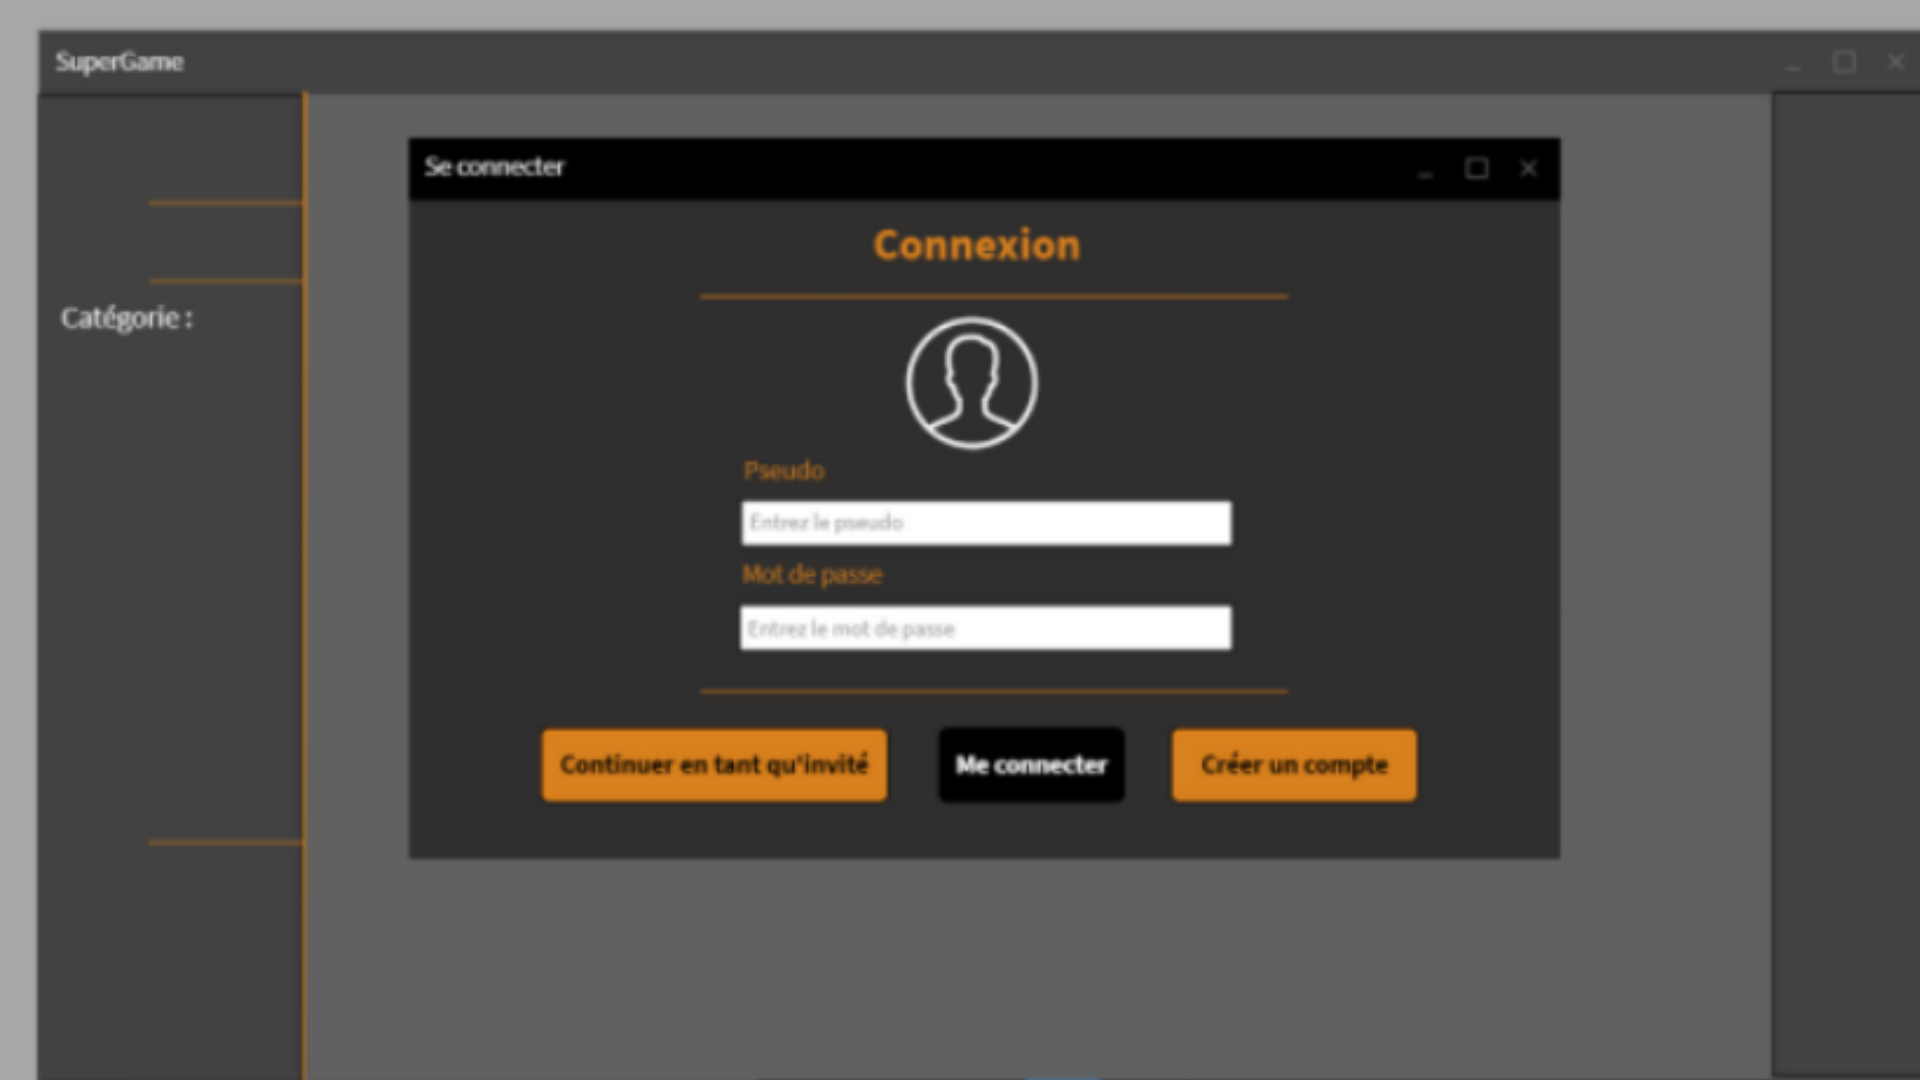 SuperGame
Se connecter
Connexion
Catégorie :
Pseudo
Entrez le pseudo
Mot de passe
Entrez le mot de passe
Continuer en tant qu'invité
Me connecter
Créer un compte